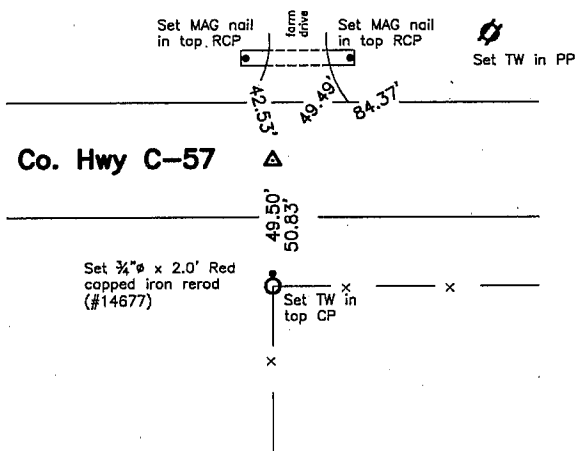 Set MAG nail
in top RCP
farm
drive
Set MAG nail
in top RCP
Set TW in PP
42.53'
49.49'
84.37'
Co. Hwy C-57
49.50'
50.83'
Set ¾"ø x 2.0' Red
capped iron rerod
(#14677)
Set TW in
top CP